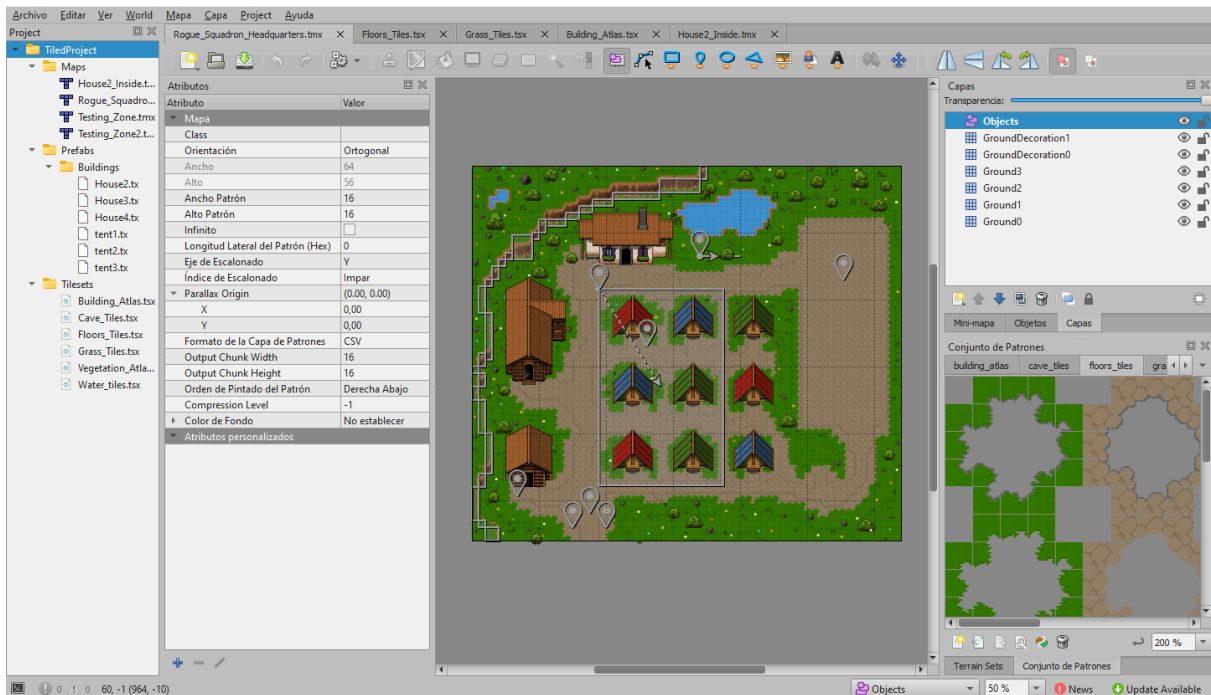 Archivo Editar Ver World Mapa Capa Project Ayuda
Project
TiledProject
Maps
House2_Inside.t...
Rogue_Squadro...
Testing_Zone.tmx
Testing_Zone2.t...
Prefabs
Buildings
House2.tx
House3.tx
House4.tx
tent1.tx
tent2.tx
tent3.tx
Tilesets
Building_Atlas.tsx
Cave_Tiles.tsx
Floors_Tiles.tsx
Grass_Tiles.tsx
Vegetation_Atla...
Water_tiles.tsx
Rogue_Squadron_Headquarters.tmx Floors_Tiles.tsx Grass_Tiles.tsx Building_Atlas.tsx House2_Inside.tmx
Atributos
Atributo Valor
Mapa
Class
Orientación Ortogonal
Ancho 64
Alto 56
Ancho Patrón 16
Alto Patrón 16
Infinito
Longitud Lateral del Patrón (Hex) 0
Eje de Escalonado Y
Índice de Escalonado Impar
Parallax Origin (0.00, 0.00)
X 0,00
Y 0,00
Formato de la Capa de Patrones CSV
Output Chunk Width 16
Output Chunk Height 16
Orden de Pintado del Patrón Derecha Abajo
Compression Level -1
Color de Fondo No establecer
Atributos personalizados
Capas
Transparencia:
Objects
GroundDecoration1
GroundDecoration0
Ground3
Ground2
Ground1
Ground0
Mini-mapa Objetos Capas
Conjunto de Patrones
building_atlas cave_tiles floors_tiles gra
200 %
Terrain Sets Conjunto de Patrones
0 0 60, -1 (964, -10) Objects 50 % News Update Available